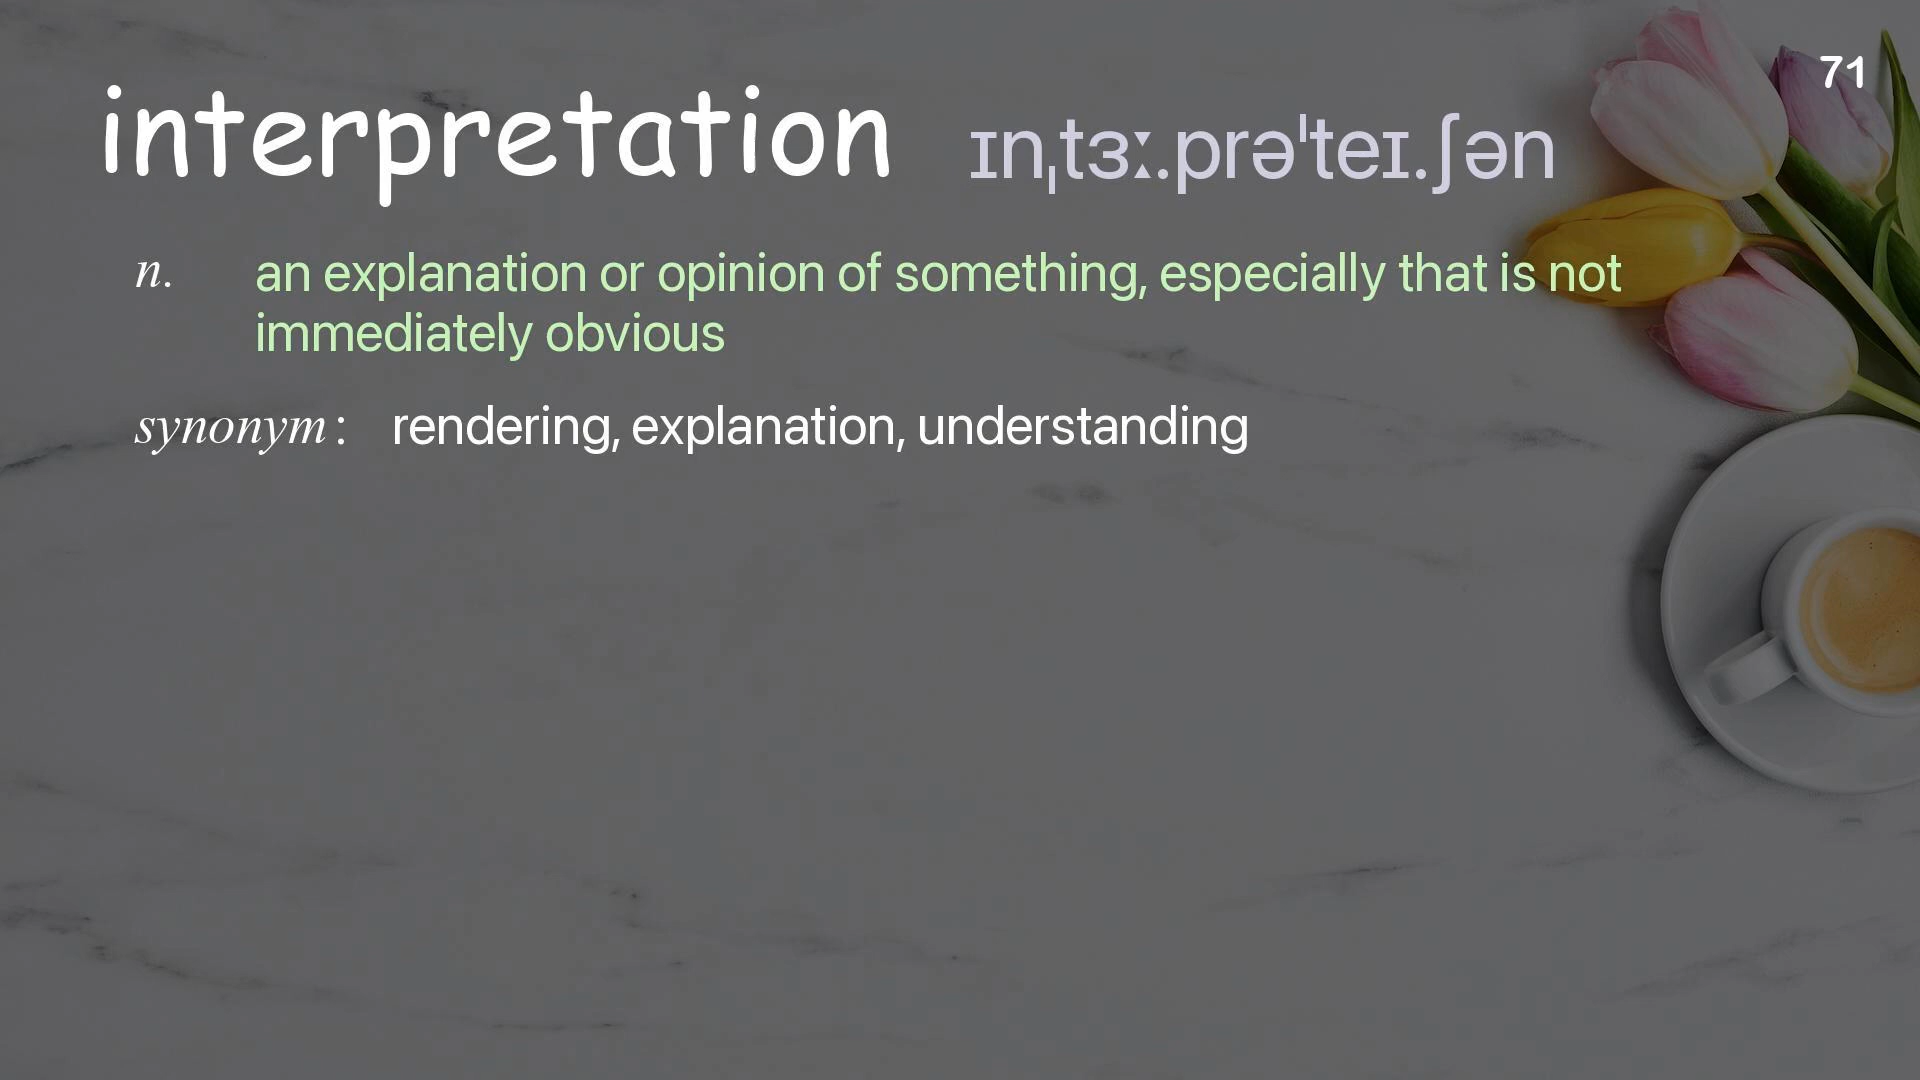 71
interpretation ɪnˌtɜː.prəˈteɪ.ʃən
n. an explanation or opinion of something, especially that is not
immediately obvious
synonym : rendering, explanation, understanding